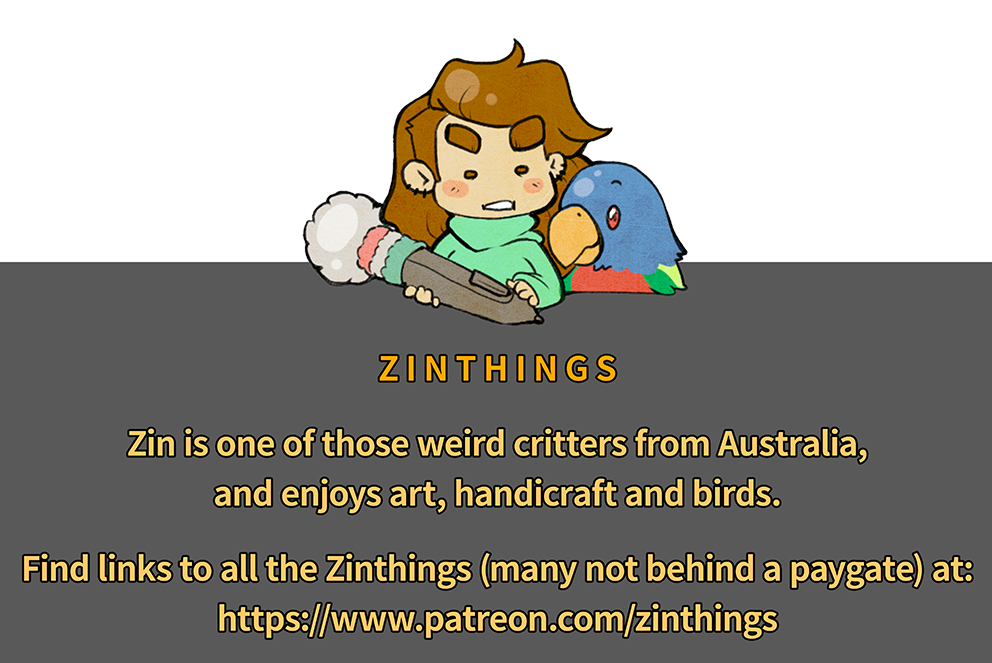 ZINTHINGS
Zin is one of those weird critters from Australia,
and enjoys art, handicraft and birds.
Find links to all the Zinthings (many not behind a paygate) at:
https://www.patreon.com/zinthings